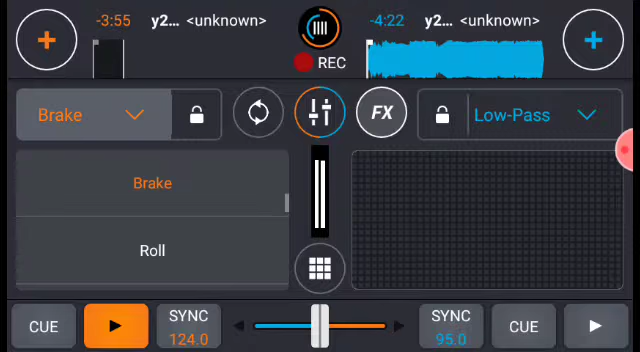 -3:55 y2... <unknown>
-4:22 y2... <unknown>
REC
Brake
FX
Low-Pass
Brake
Roll
CUE
SYNC
124.0
SYNC
95.0
CUE